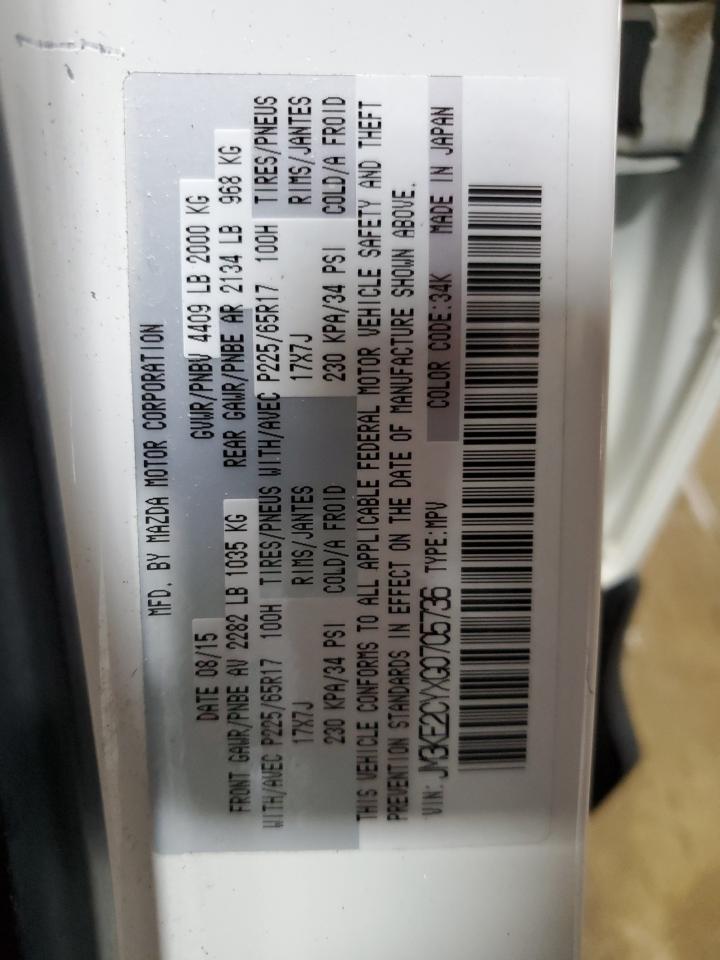 MFD. BY MAZDA MOTOR CORPORATION
DATE 08/15 GVWR/PNBV 4409 LB 2000 KG
FRONT GAWR/PNBE AV 2282 LB 1035 KG REAR GAWR/PNBE AR 2134 LB 968 KG
WITH/AVEC P225/65R17 100H TIRES/PNEUS WITH/AVEC P225/65R17 100H TIRES/PNEUS
17X7J RIMS/JANTES 17X7J RIMS/JANTES
230 KPA/34 PSI COLD/A FROID 230 KPA/34 PSI COLD/A FROID
THIS VEHICLE CONFORMS TO ALL APPLICABLE FEDERAL MOTOR VEHICLE SAFETY AND THEFT
PREVENTION STANDARDS IN EFFECT ON THE DATE OF MANUFACTURE SHOWN ABOVE.
VIN: JM3KE2CYXG0705736 TYPE:MPV COLOR CODE:34K MADE IN JAPAN